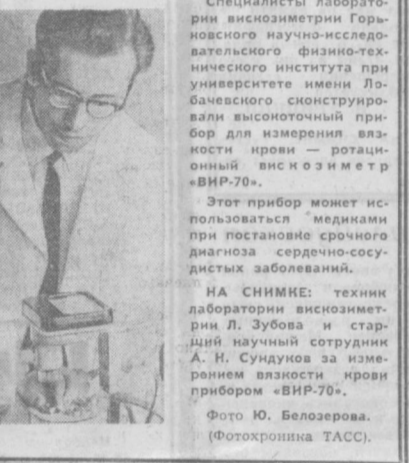 Специалисты лаборато-
рии вискозиметрии Горь-
ковского научно-исследо-
вательского физико-тех-
нического института при
университете имени Ло-
бачевского сконструиро-
вали высокоточный при-
бор для измерения вяз-
кости крови — ротаци-
онный вискозиметр
«ВИР-70».
Этот прибор может ис-
пользоваться медиками
при постановке срочного
диагноза сердечно-сосу-
дистых заболеваний.
НА СНИМКЕ: техник
лаборатории вискозимет-
рии Л. Зубова и стар-
ший научный сотрудник
А. Н. Сундуков за изме-
рением вязкости крови
прибором «ВИР-70».
Фото Ю. Белозерова.
(Фотохроника ТАСС).